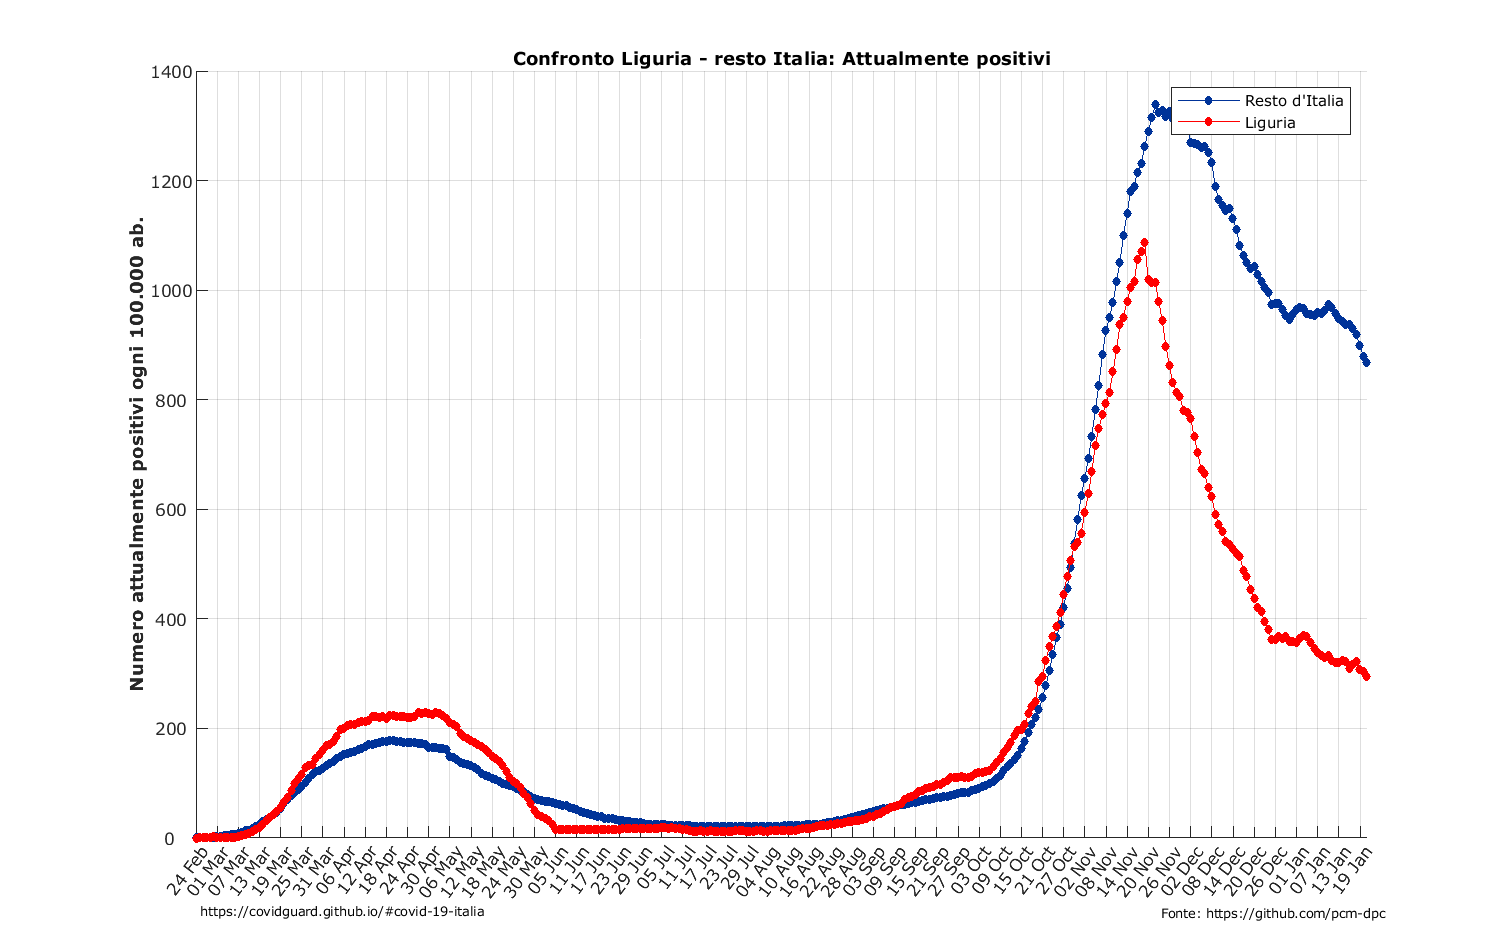 Confronto Liguria - resto Italia: Attualmente positivi
Resto d'Italia
Liguria
Numero attualmente positivi ogni 100.000 ab.
1400
1200
1000
800
600
400
200
0
24 Feb
01 Mar
07 Mar
13 Mar
19 Mar
25 Mar
31 Mar
06 Apr
12 Apr
18 Apr
24 Apr
30 Apr
06 May
12 May
18 May
24 May
30 May
05 Jun
11 Jun
17 Jun
23 Jun
29 Jun
05 Jul
11 Jul
17 Jul
23 Jul
29 Jul
04 Aug
10 Aug
16 Aug
22 Aug
28 Aug
03 Sep
09 Sep
15 Sep
21 Sep
27 Sep
03 Oct
09 Oct
15 Oct
21 Oct
27 Oct
02 Nov
08 Nov
14 Nov
20 Nov
26 Nov
02 Dec
08 Dec
14 Dec
20 Dec
26 Dec
01 Jan
07 Jan
13 Jan
19 Jan
https://covidguard.github.io/#covid-19-italia
Fonte: https://github.com/pcm-dpc